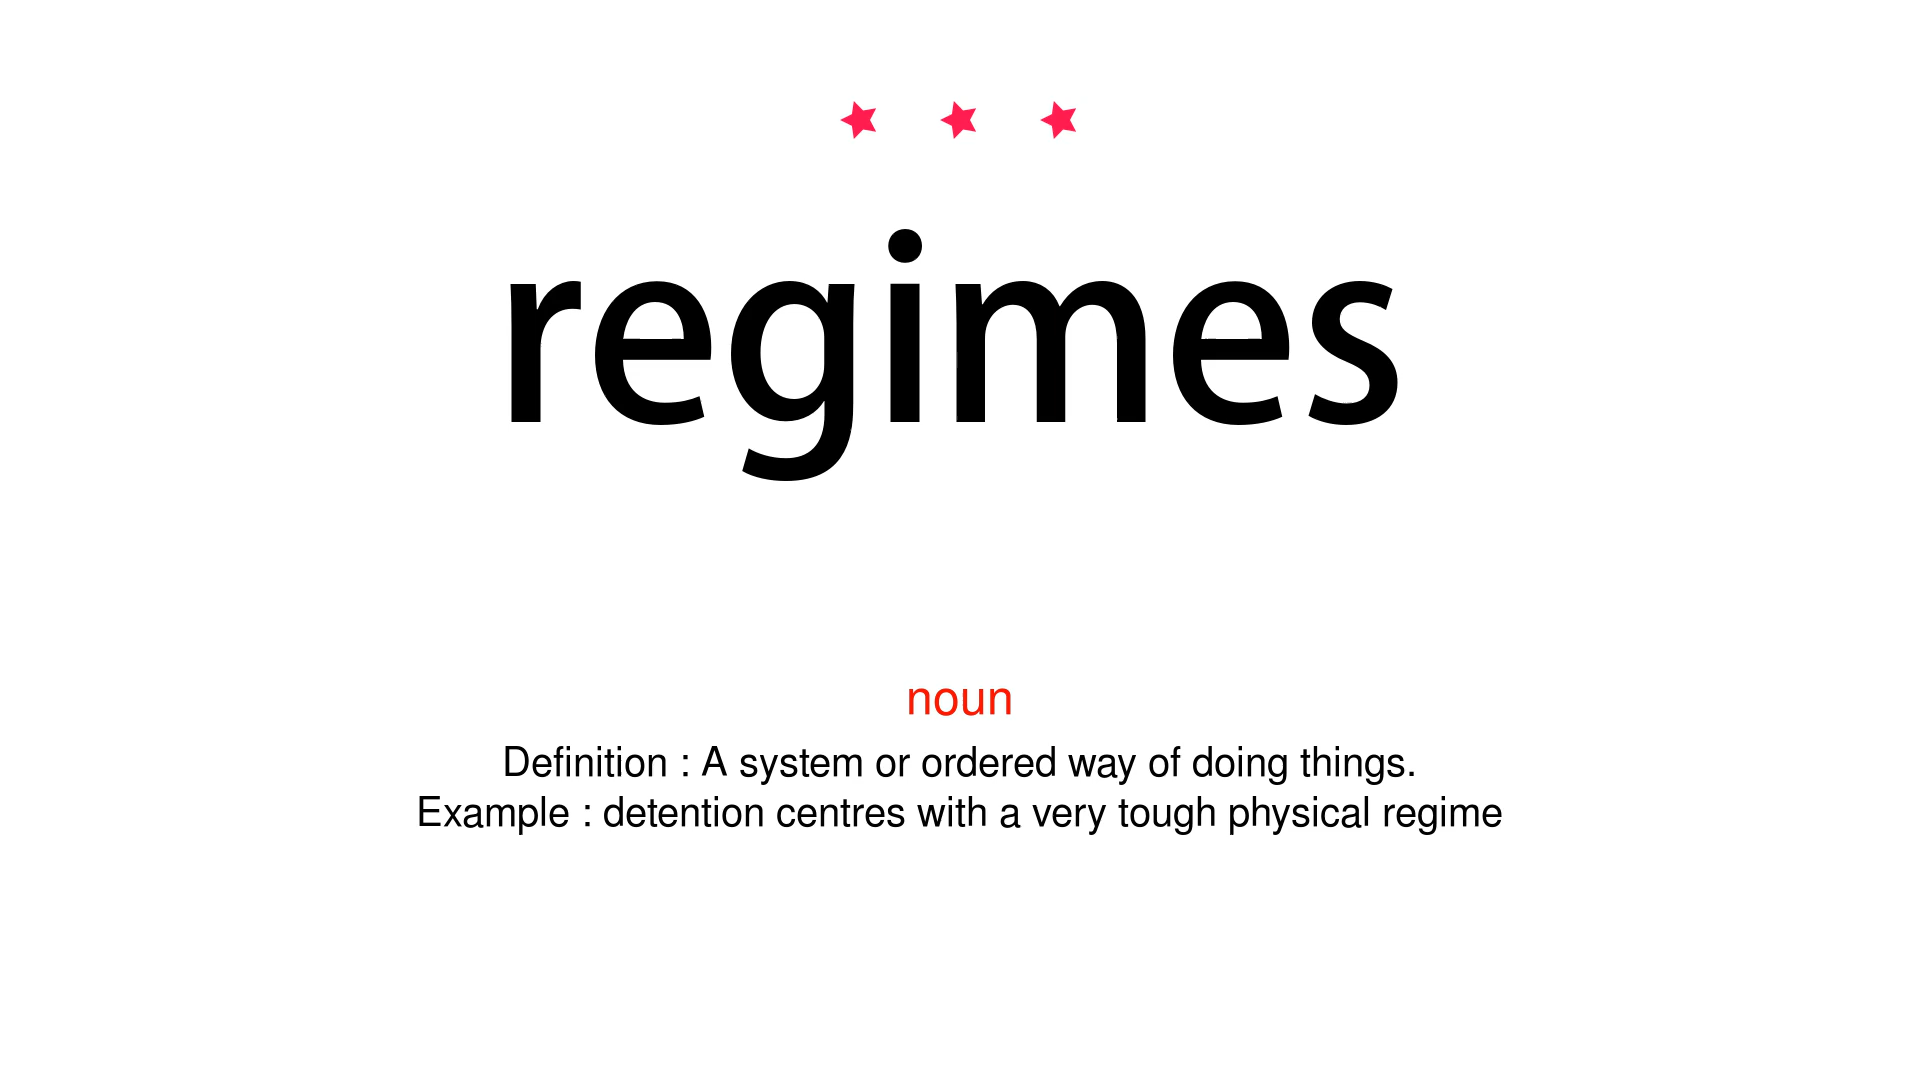 regimes
noun
Definition : A system or ordered way of doing things.
Example : detention centres with a very tough physical regime